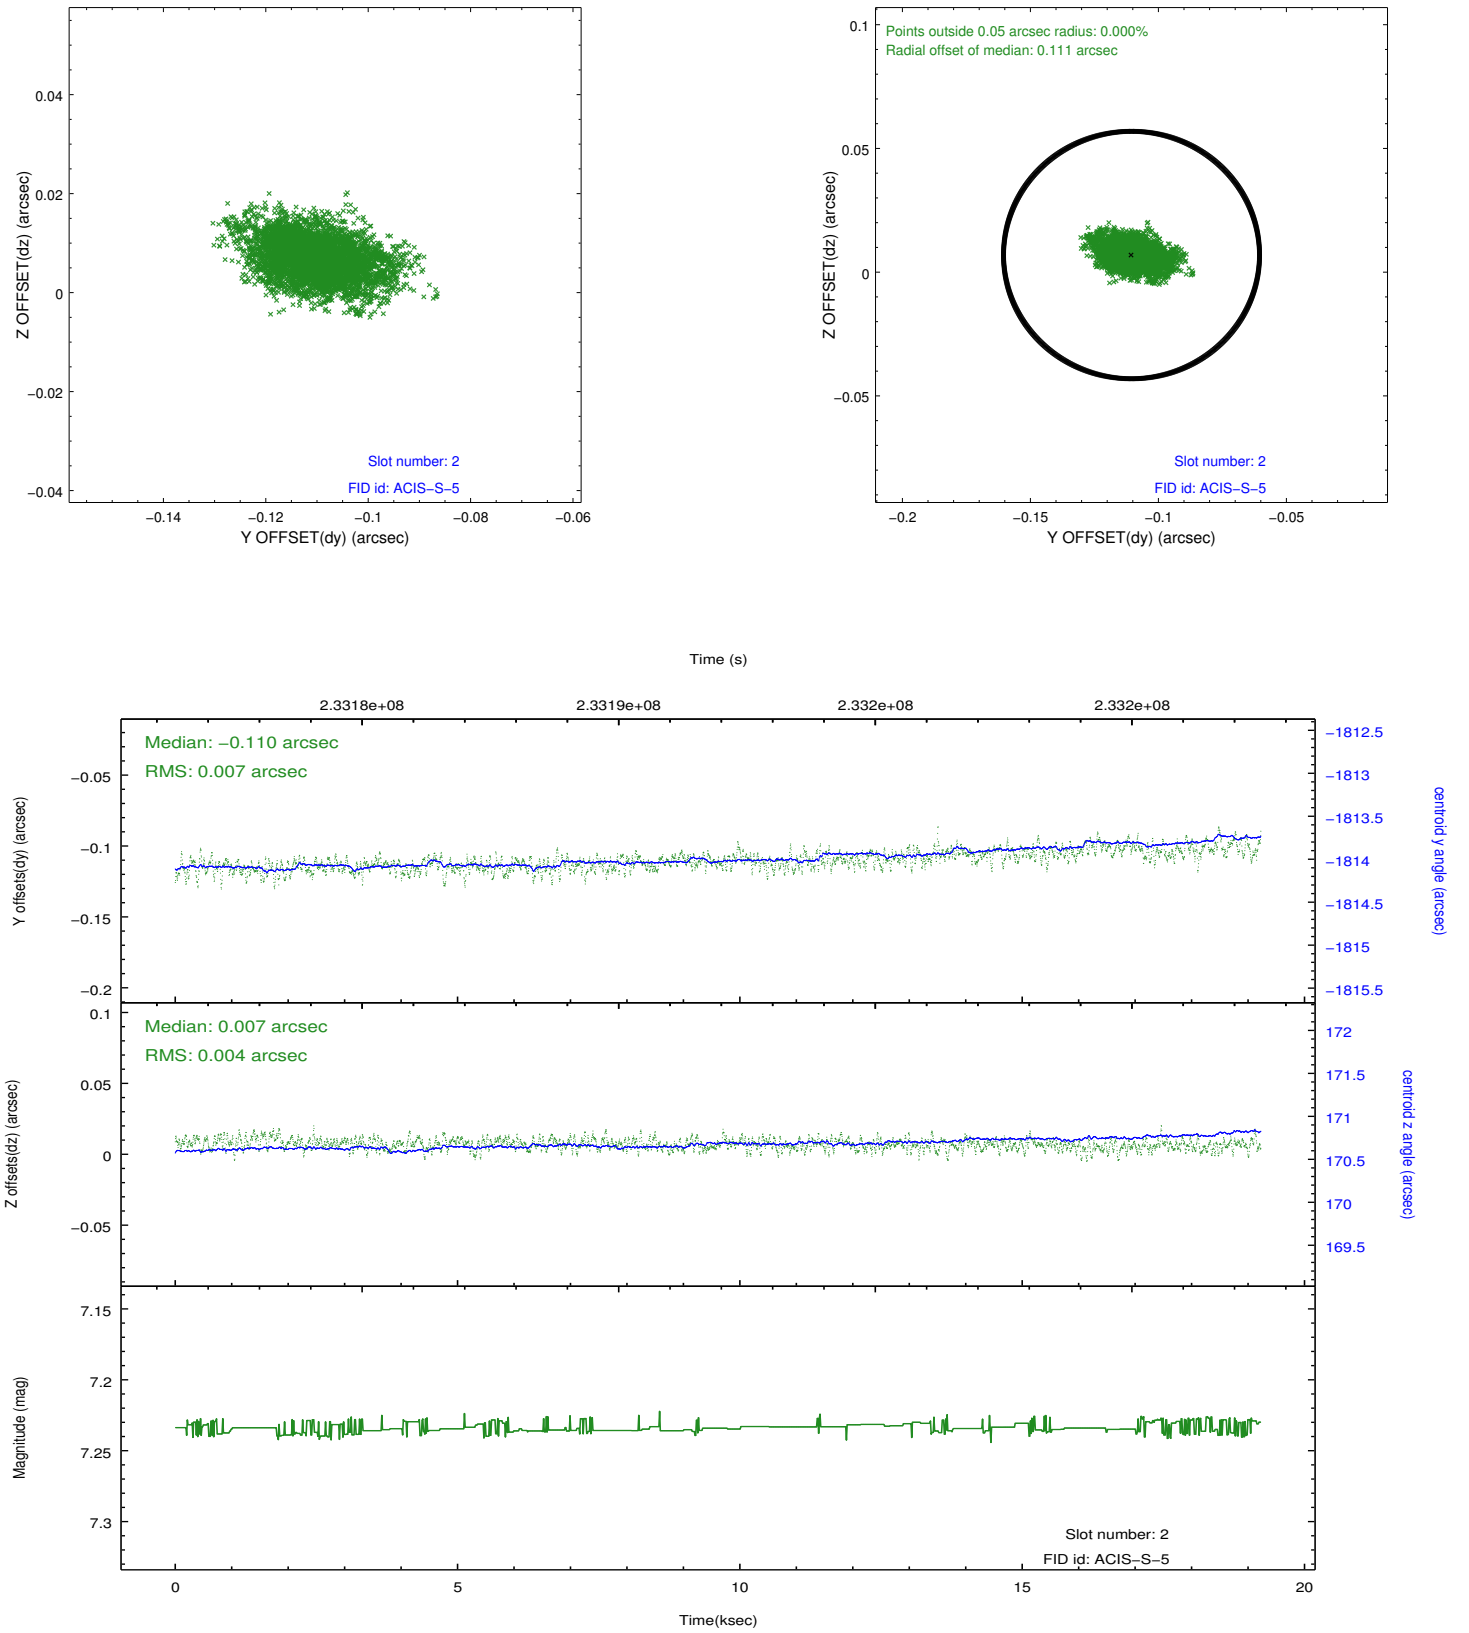 0.04
0.02
0
−0.02
−0.04
Z OFFSET(dz) (arcsec)
Slot number: 2
FID id: ACIS−S−5
−0.14
−0.12
−0.1
−0.08
−0.06
Y OFFSET(dy) (arcsec)
Points outside 0.05 arcsec radius: 0.000%
Radial offset of median: 0.111 arcsec
0.1
0.05
0
−0.05
Z OFFSET(dz) (arcsec)
Slot number: 2
FID id: ACIS−S−5
−0.2
−0.15
−0.1
−0.05
Y OFFSET(dy) (arcsec)
Time (s)
2.3318e+08
2.3319e+08
2.332e+08
2.332e+08
Median: −0.110 arcsec
RMS: 0.007 arcsec
−0.05
−0.1
−0.15
−0.2
Y offsets(dy) (arcsec)
−1812.5
−1813
−1813.5
−1814
−1814.5
−1815
−1815.5
centroid y angle (arcsec)
Median: 0.007 arcsec
RMS: 0.004 arcsec
0.1
0.05
0
−0.05
Z offsets(dz) (arcsec)
172
171.5
171
170.5
170
169.5
centroid z angle (arcsec)
7.15
7.2
7.25
7.3
Magnitude (mag)
Slot number: 2
FID id: ACIS−S−5
0
5
10
15
20
Time(ksec)